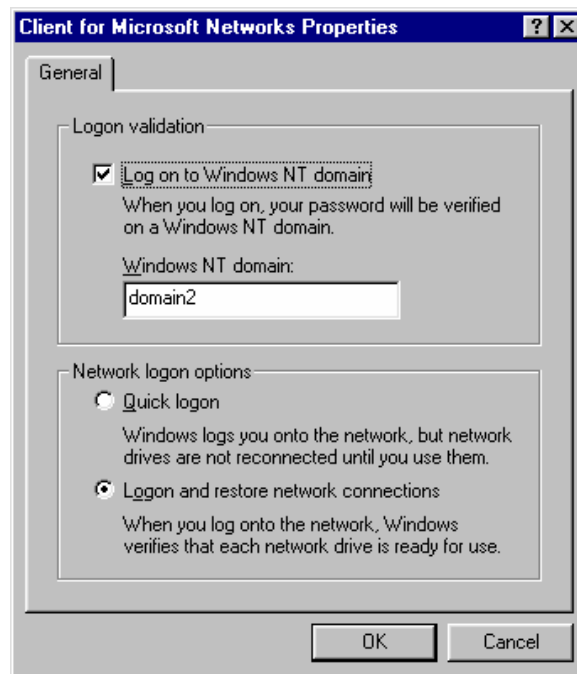 Client for Microsoft Networks Properties
General
Logon validation
Log on to Windows NT domain
When you log on, your password will be verified
on a Windows NT domain.
Windows NT domain:
domain2
Network logon options
Quick logon
Windows logs you onto the network, but network
drives are not reconnected until you use them.
Logon and restore network connections
When you log onto the network, Windows
verifies that each network drive is ready for use.
OK Cancel